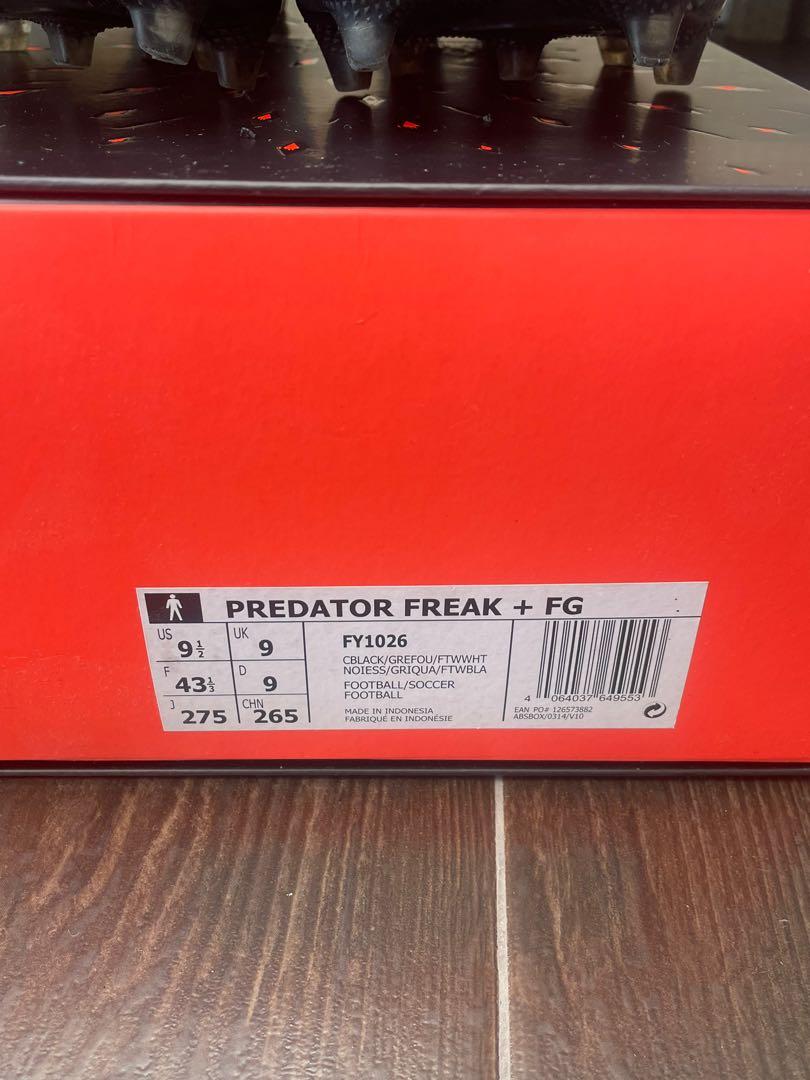 PREDATOR FREAK + FG
US 9½ UK 9
F 43⅓ D 9
J 275 CHN 265
FY1026
CBLACK/GREFOU/FTWWHT
NOIESS/GRIQUA/FTWBLA
FOOTBALL/SOCCER
FOOTBALL
MADE IN INDONESIA
FABRIQUÉ EN INDONÉSIE
4 064037 649553
EAN PO# 126573882
ABSBOX/0314/V10